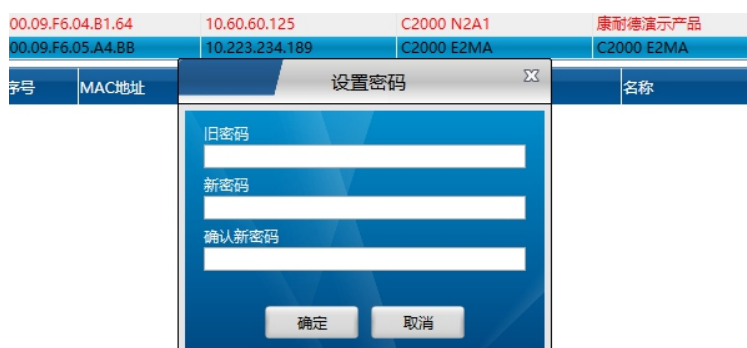 00.09.F6.04.B1.64 10.60.60.125 C2000 N2A1 康耐德演示产品
00.09.F6.05.A4.BB 10.223.234.189 C2000 E2MA C2000 E2MA
序号 MAC地址 名称
设置密码
旧密码
新密码
确认新密码
确定 取消